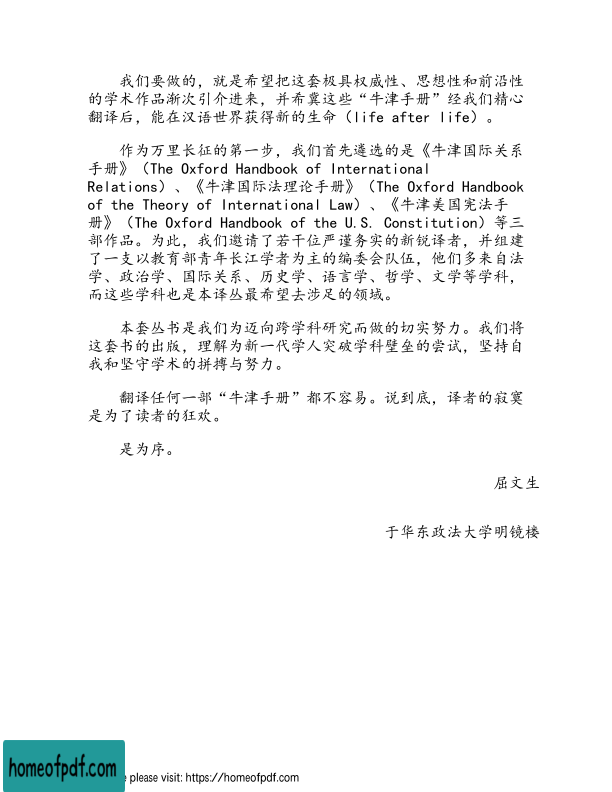 我们要做的，就是希望把这套极具权威性、思想性和前沿性
的学术作品渐次引介进来，并希冀这些“牛津手册”经我们精心
翻译后，能在汉语世界获得新的生命（life after life）。
作为万里长征的第一步，我们首先遴选的是《牛津国际关系
手册》（The Oxford Handbook of International
Relations）、《牛津国际法理论手册》（The Oxford Handbook
of the Theory of International Law）、《牛津美国宪法手
册》（The Oxford Handbook of the U.S. Constitution）等三
部作品。为此，我们邀请了若干位严谨务实的新锐译者，并组建
了一支以教育部青年长江学者为主的编委会队伍，他们多来自法
学、政治学、国际关系、历史学、语言学、哲学、文学等学科，
而这些学科也是本译丛最希望去涉足的领域。
本套丛书是我们为迈向跨学科研究而做的切实努力。我们将
这套书的出版，理解为新一代学人突破学科壁垒的尝试，坚持自
我和坚守学术的拼搏与努力。
翻译任何一部“牛津手册”都不容易。说到底，译者的寂寞
是为了读者的狂欢。
是为序。
屈文生
于华东政法大学明镜楼
homeofpdf.com
please visit: https://homeofpdf.com